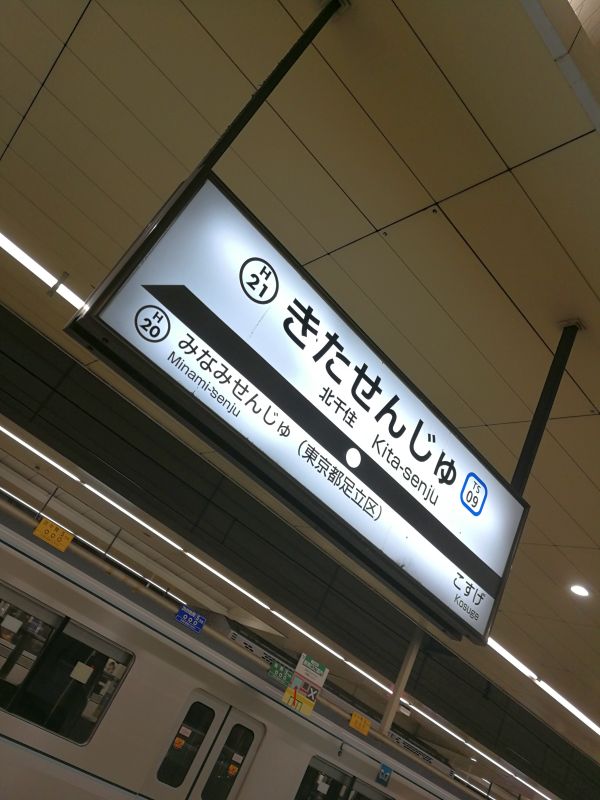 H
21
きたせんじゅ
TS
09
北千住
Kita-senju
H
20
みなみせんじゅ
Minami-senju
(東京都足立区)
こすげ
Kosuge